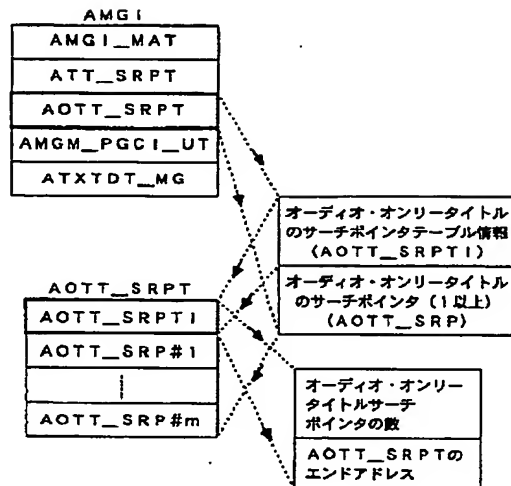 AMGI
AMGI_MAT
ATT_SRPT
AOTT_SRPT
AMGM_PGCI_UT
ATXTDT_MG
オーディオ・オンリータイトル
のサーチポインタテーブル情報
(AOTT_SRPTI)
オーディオ・オンリータイトル
のサーチポインタ (1以上)
(AOTT_SRP)
AOTT_SRPT
AOTT_SRPTI
AOTT_SRP#1
AOTT_SRP#m
オーディオ・オンリー
タイトルサーチ
ポインタの数
AOTT_SRPTの
エンドアドレス